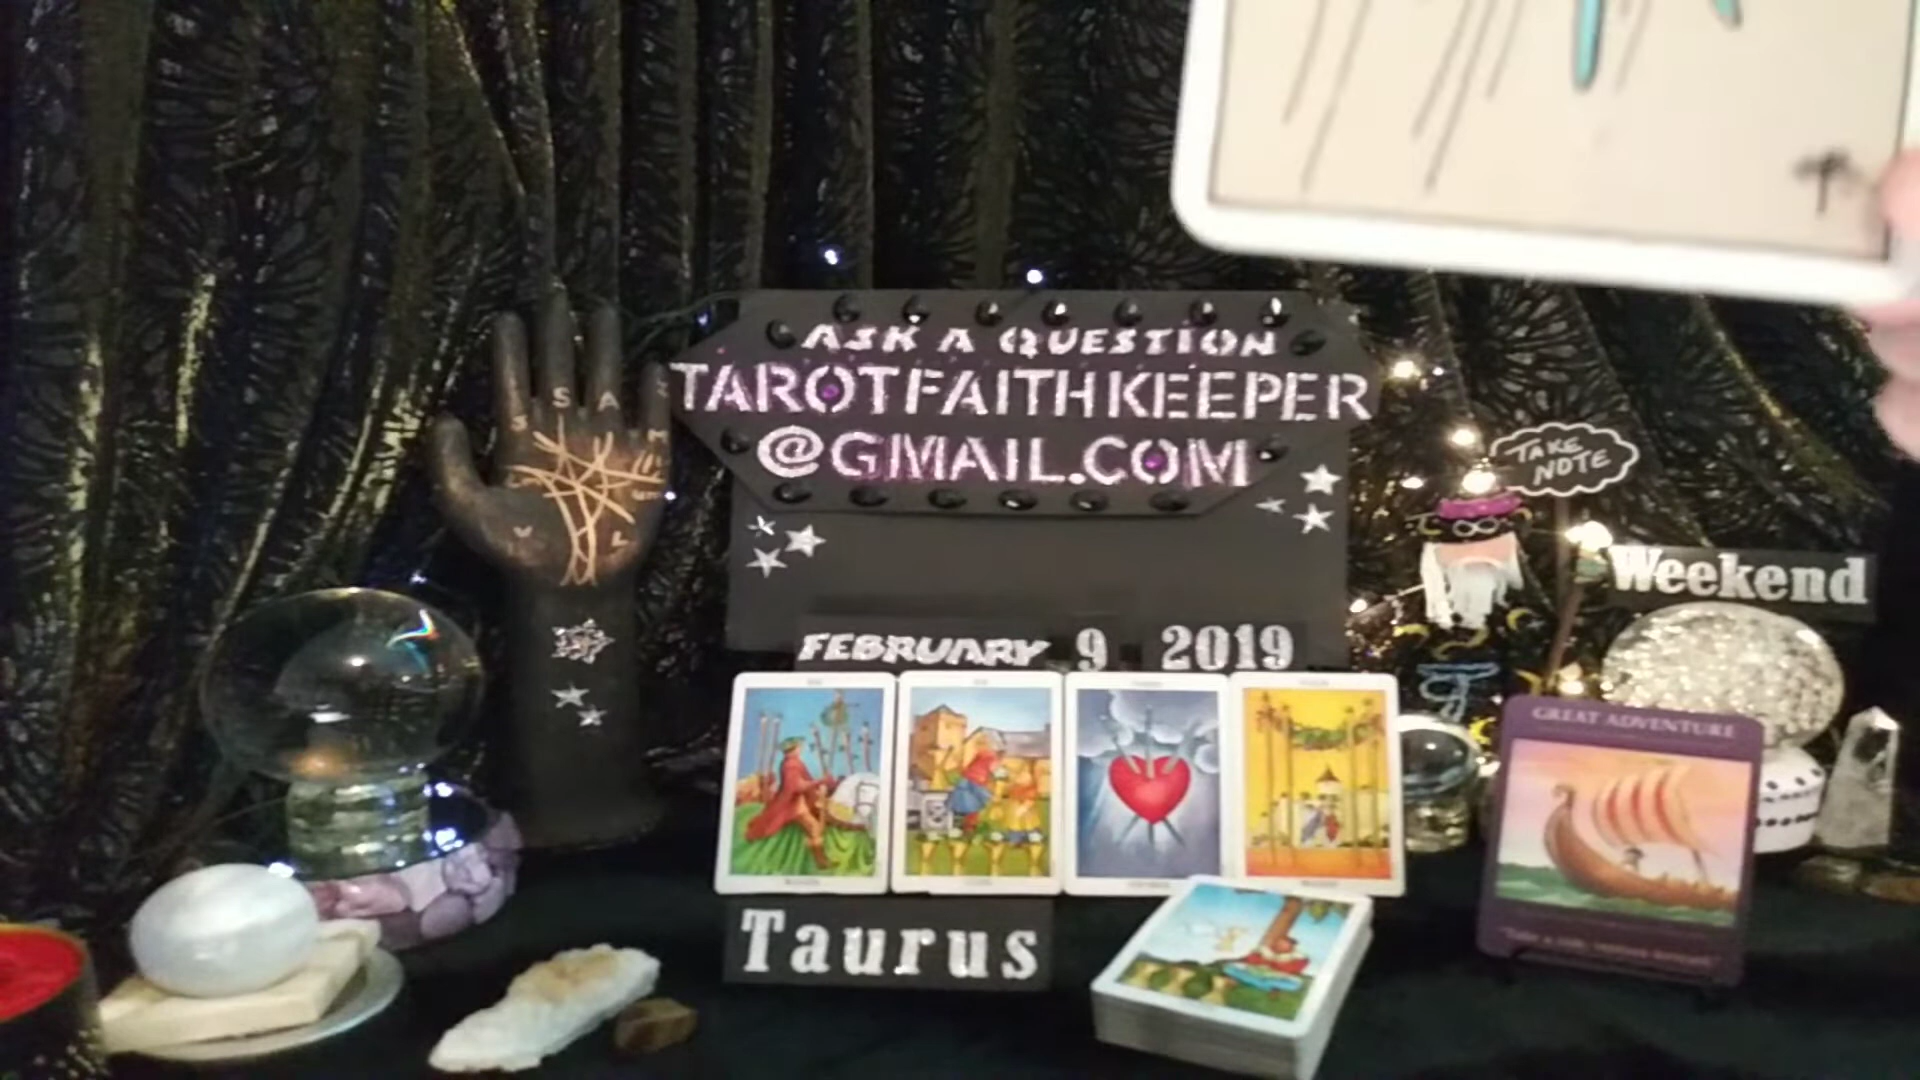 ASK A QUESTION
TAROTFAITHKEEPER
@GMAIL.COM
TAKE
NOTE
Weekend
FEBRUARY 9 2019
GREAT ADVENTURE
Taurus
S A
S M
V L